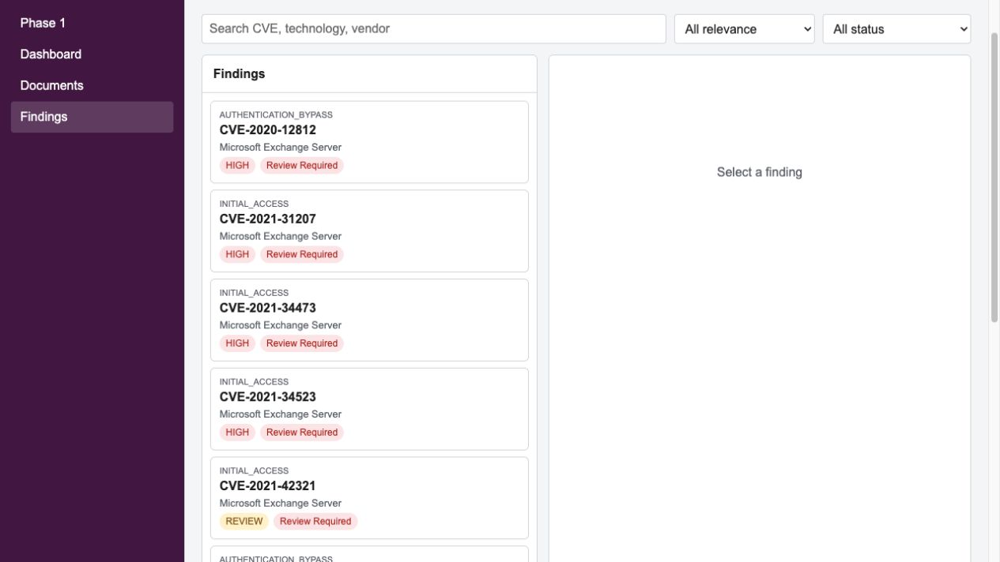 Phase 1
Dashboard
Documents
Findings
Search CVE, technology, vendor
All relevance
All status
Findings
AUTHENTICATION_BYPASS
CVE-2020-12812
Microsoft Exchange Server
HIGH Review Required
INITIAL_ACCESS
CVE-2021-31207
Microsoft Exchange Server
HIGH Review Required
INITIAL_ACCESS
CVE-2021-34473
Microsoft Exchange Server
HIGH Review Required
INITIAL_ACCESS
CVE-2021-34523
Microsoft Exchange Server
HIGH Review Required
INITIAL_ACCESS
CVE-2021-42321
Microsoft Exchange Server
REVIEW Review Required
AUTHENTICATION_BYPASS
Select a finding